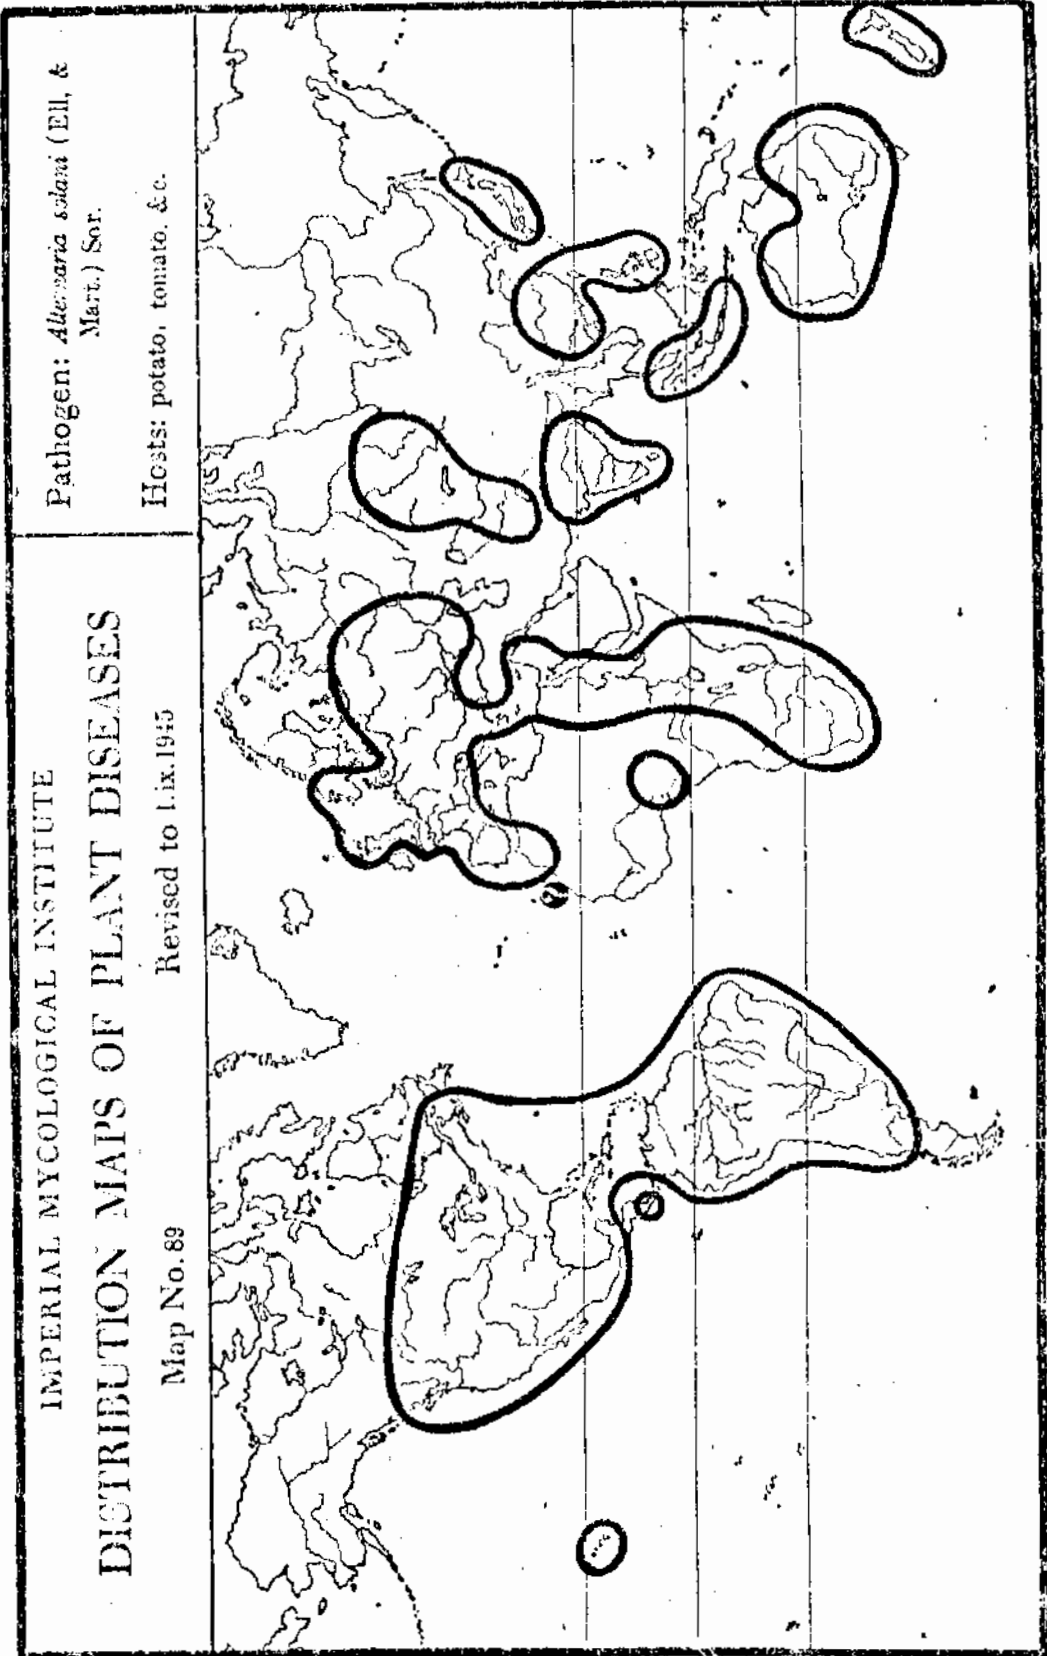 IMPERIAL MYCOLOGICAL INSTITUTE
DISTRIBUTION MAPS OF PLANT DISEASES
Map No. 89 Revised to 1.ix.1945
Pathogen: Alternaria solani (Ell. &
Mart.) Sor.
Hosts: potato, tomato, &c.